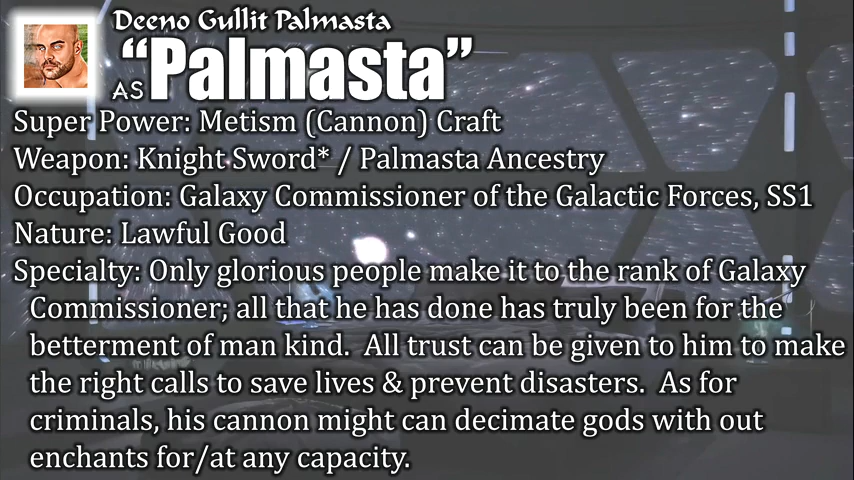 Deeno Gullit Palmasta
AS “Palmasta”
Super Power: Metism (Cannon) Craft
Weapon: Knight Sword* / Palmasta Ancestry
Occupation: Galaxy Commissioner of the Galactic Forces, SS1
Nature: Lawful Good
Specialty: Only glorious people make it to the rank of Galaxy
Commissioner; all that he has done has truly been for the
betterment of man kind.  All trust can be given to him to make
the right calls to save lives & prevent disasters.  As for
criminals, his cannon might can decimate gods with out
enchants for/at any capacity.